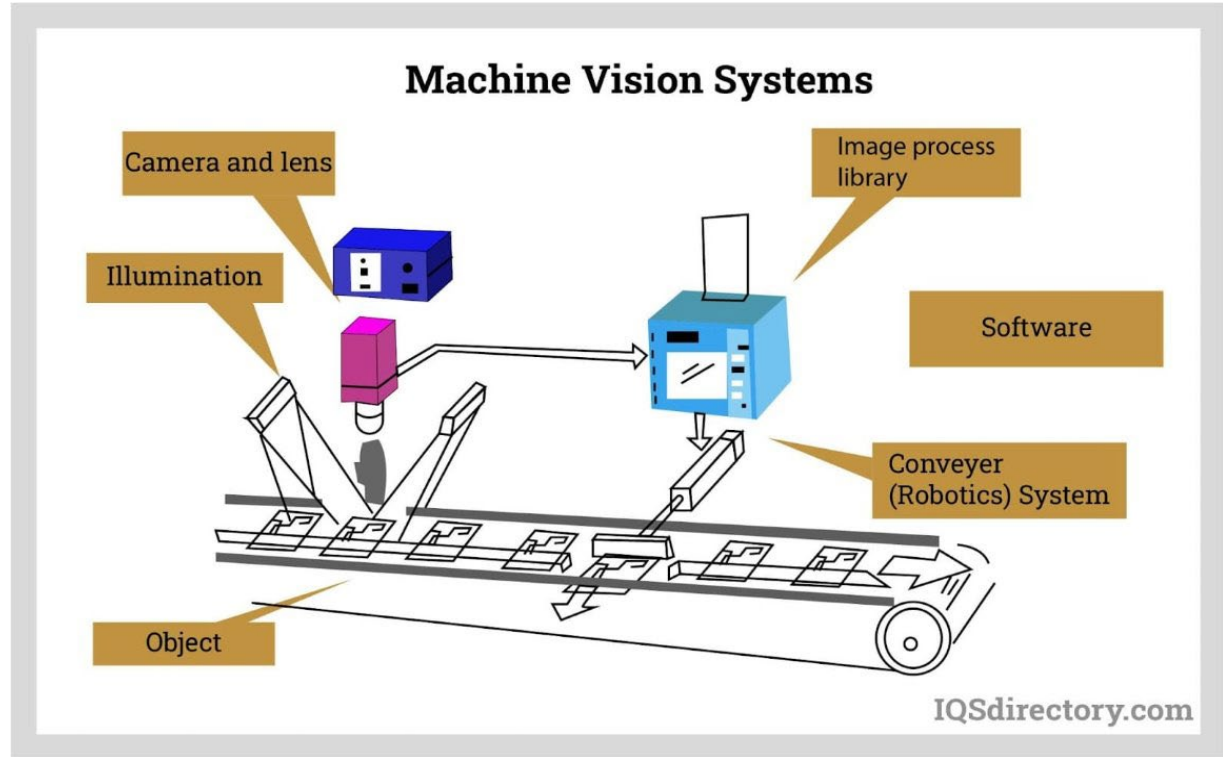 Machine Vision Systems
Camera and lens
Image process
library
Illumination
Software
Conveyer
(Robotics) System
Object
IQSdirectory.com